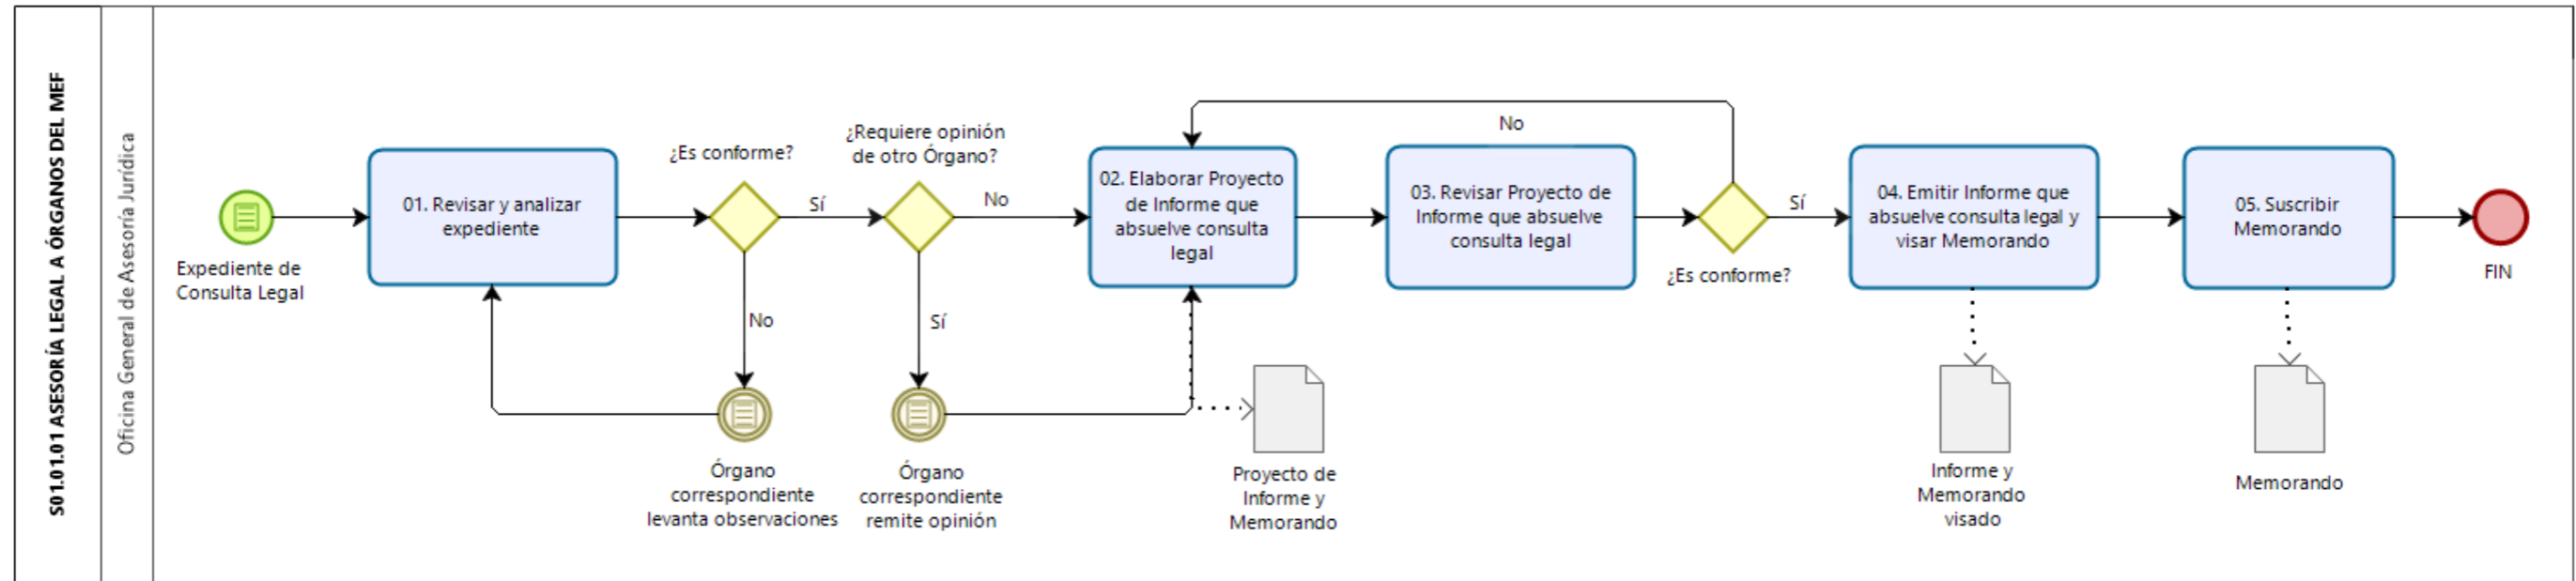 S01.01.01 ASESORÍA LEGAL A ÓRGANOS DEL MEF
Oficina General de Asesoría Jurídica
Expediente de
Consulta Legal
01. Revisar y analizar
expediente
¿Es conforme?
Sí
No
Órgano
correspondiente
levanta observaciones
¿Requiere opinión
de otro Órgano?
No
Sí
Órgano
correspondiente
remite opinión
02. Elaborar Proyecto
de Informe que
absuelve consulta
legal
Proyecto de
Informe y
Memorando
03. Revisar Proyecto de
Informe que absuelve
consulta legal
No
¿Es conforme?
Sí
04. Emitir Informe que
absuelve consulta legal y
visar Memorando
Informe y
Memorando
visado
05. Suscribir
Memorando
Memorando
FIN